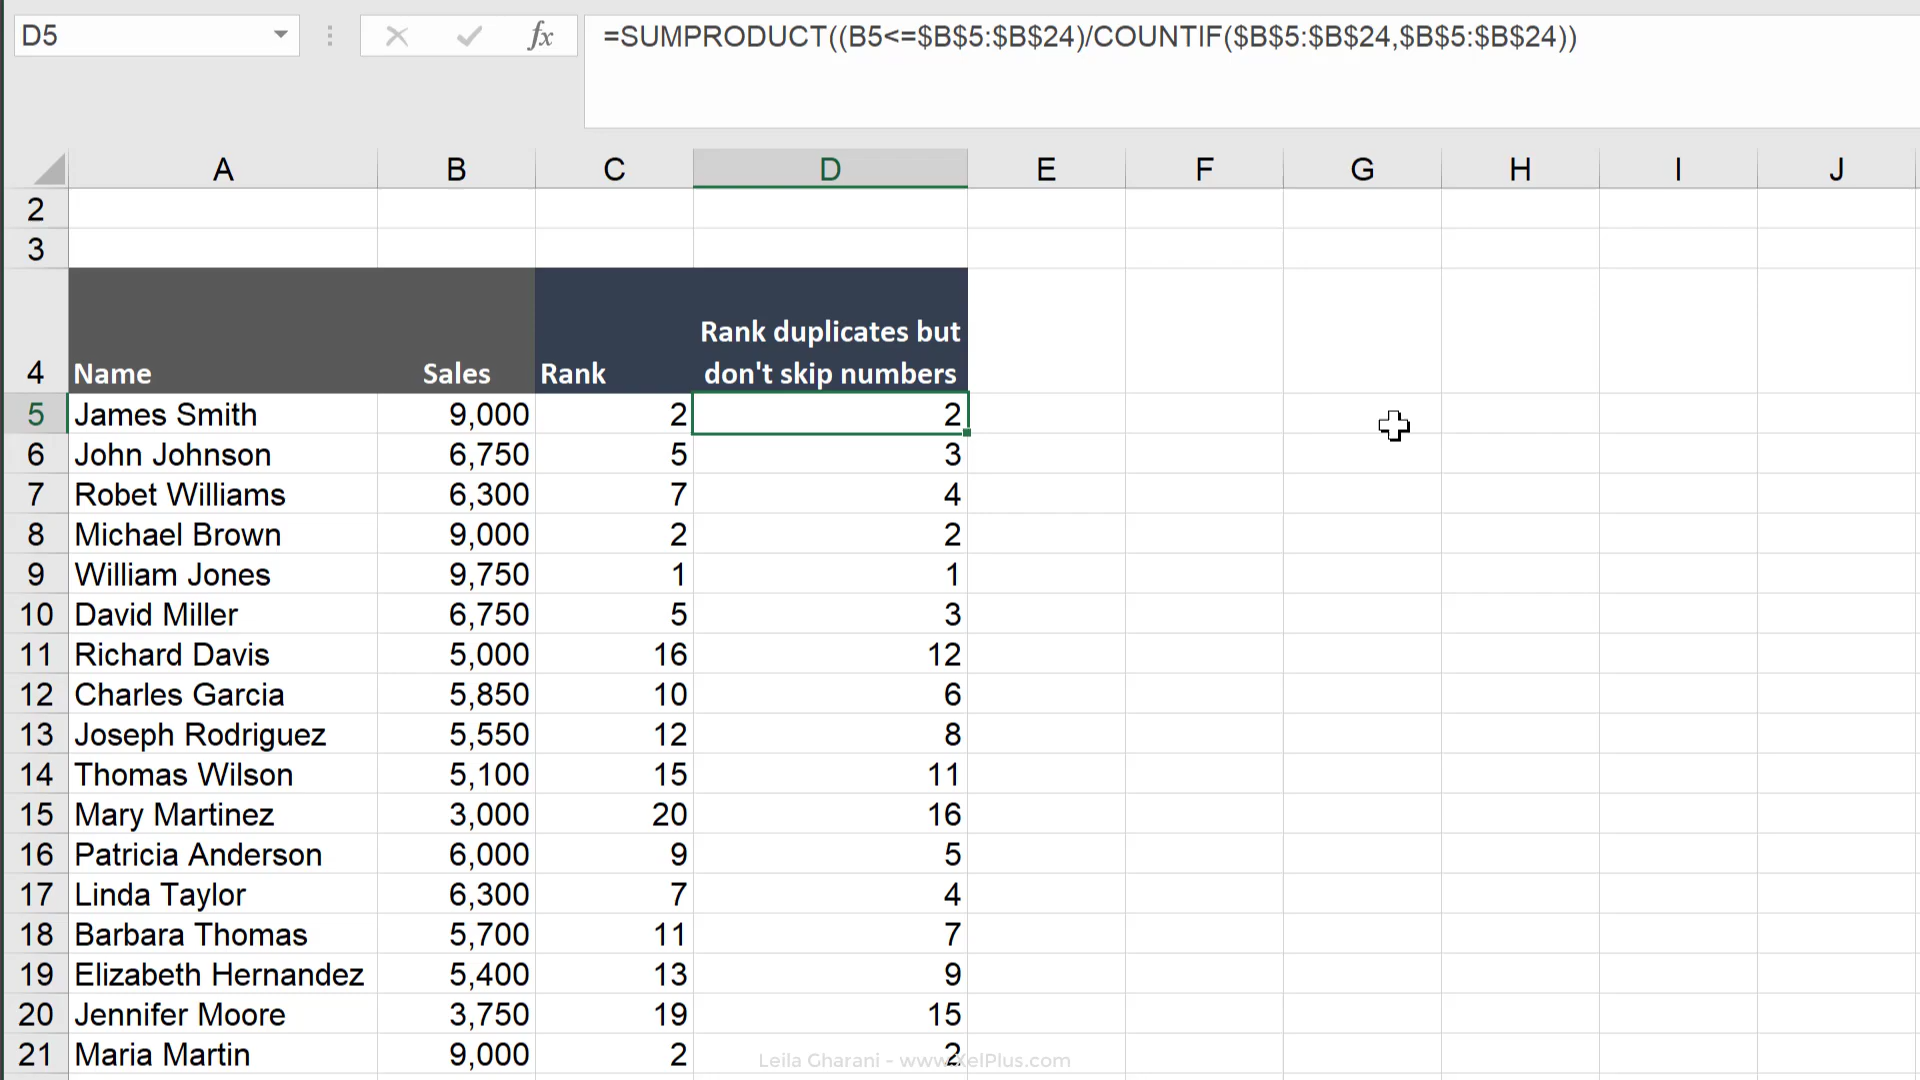 D5 fx =SUMPRODUCT((B5<=$B$5:$B$24)/COUNTIF($B$5:$B$24,$B$5:$B$24))
A B C D E F G H I J
2
3
Rank duplicates but
4 Name Sales Rank don't skip numbers
5 James Smith 9,000 2 2
6 John Johnson 6,750 5 3
7 Robet Williams 6,300 7 4
8 Michael Brown 9,000 2 2
9 William Jones 9,750 1 1
10 David Miller 6,750 5 3
11 Richard Davis 5,000 16 12
12 Charles Garcia 5,850 10 6
13 Joseph Rodriguez 5,550 12 8
14 Thomas Wilson 5,100 15 11
15 Mary Martinez 3,000 20 16
16 Patricia Anderson 6,000 9 5
17 Linda Taylor 6,300 7 4
18 Barbara Thomas 5,700 11 7
19 Elizabeth Hernandez 5,400 13 9
20 Jennifer Moore 3,750 19 15
21 Maria Martin 9,000 2 2
Leila Gharani - www.XelPlus.com